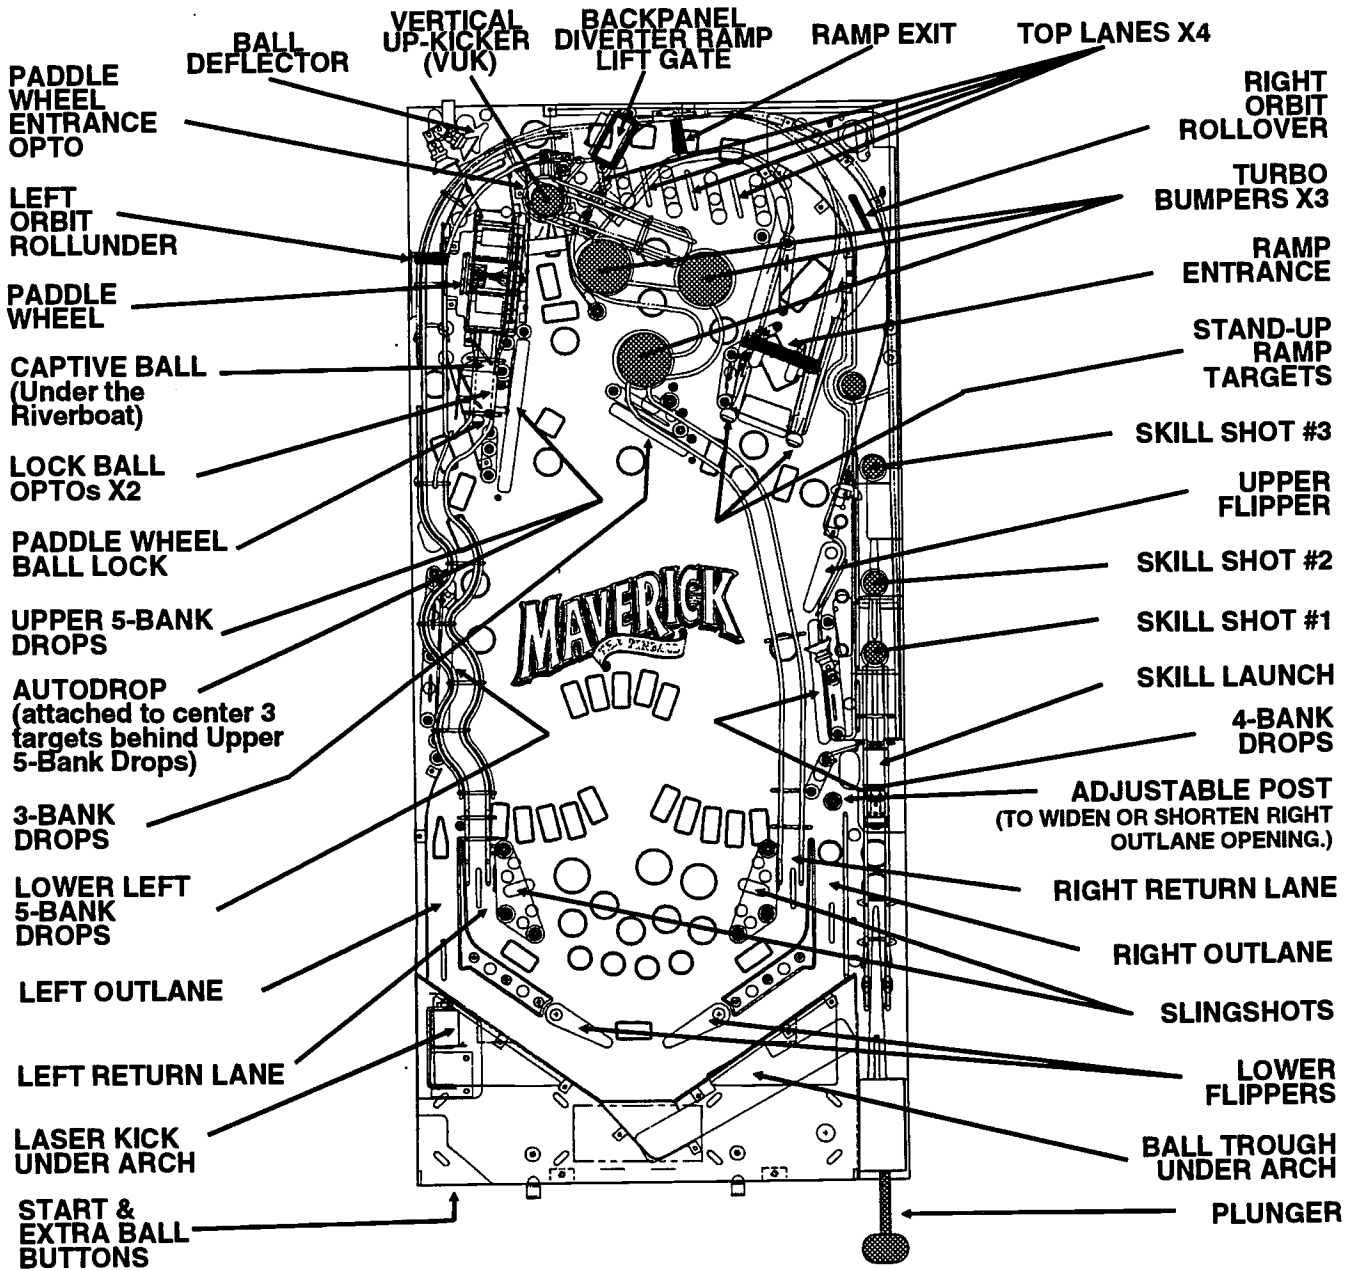 VERTICAL
UP-KICKER
(VUK)
BACKPANEL
DIVERTER RAMP
LIFT GATE
BALL
DEFLECTOR
RAMP EXIT
TOP LANES X4
PADDLE
WHEEL
ENTRANCE
OPTO
LEFT
ORBIT
ROLLUNDER
PADDLE
WHEEL
CAPTIVE BALL
(Under the
Riverboat)
LOCK BALL
OPTOs X2
PADDLE WHEEL
BALL LOCK
UPPER 5-BANK
DROPS
AUTODROP
(attached to center 3
targets behind Upper
5-Bank Drops)
3-BANK
DROPS
LOWER LEFT
5-BANK
DROPS
LEFT OUTLANE
LEFT RETURN LANE
LASER KICK
UNDER ARCH
START &
EXTRA BALL
BUTTONS
MAVERICK
THE PINBALL
RIGHT
ORBIT
ROLLOVER
TURBO
BUMPERS X3
RAMP
ENTRANCE
STAND-UP
RAMP
TARGETS
SKILL SHOT #3
UPPER
FLIPPER
SKILL SHOT #2
SKILL SHOT #1
SKILL LAUNCH
4-BANK
DROPS
ADJUSTABLE POST
(TO WIDEN OR SHORTEN RIGHT
OUTLANE OPENING.)
RIGHT RETURN LANE
RIGHT OUTLANE
SLINGSHOTS
LOWER
FLIPPERS
BALL TROUGH
UNDER ARCH
PLUNGER